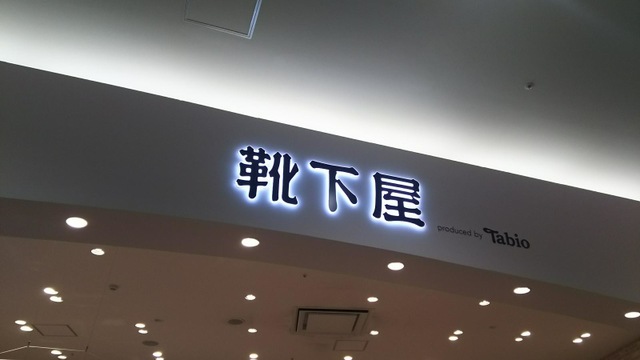 靴下屋 produced by Tabio